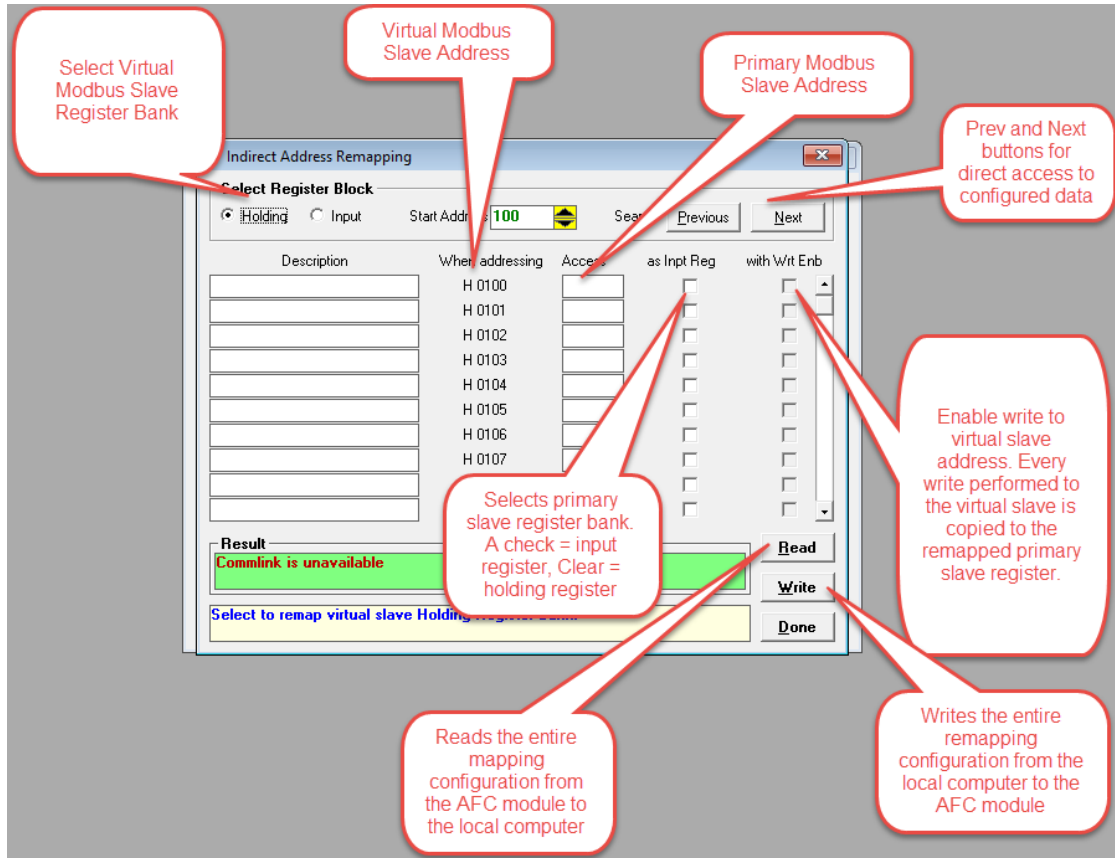 Virtual Modbus
Slave Address
Select Virtual
Modbus Slave
Register Bank
Primary Modbus
Slave Address
Prev and Next
buttons for
direct access to
configured data
Indirect Address Remapping
Select Register Block
Holding Input Start Address 100 Sear Previous Next
Description When addressing Access as Inpt Reg with Wrt Enb
H 0100
H 0101
H 0102
H 0103
H 0104
H 0105
H 0106
H 0107
Enable write to
virtual slave
address. Every
write performed to
the virtual slave is
copied to the
remapped primary
slave register.
Selects primary
slave register bank.
A check = input
register, Clear =
holding register
Result
Commlink is unavailable
Read
Write
Select to remap virtual slave Holding Register bank.
Done
Reads the entire
mapping
configuration from
the AFC module to
the local computer
Writes the entire
remapping
configuration from the
local computer to the
AFC module